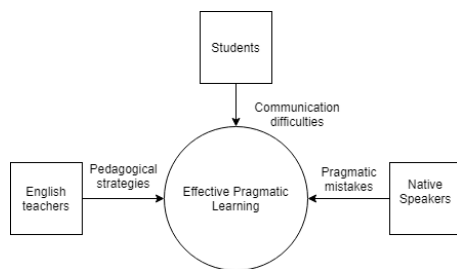 Students
Communication
difficulties
Pedagogical
strategies
English
teachers
Effective Pragmatic
Learning
Pragmatic
mistakes
Native
Speakers